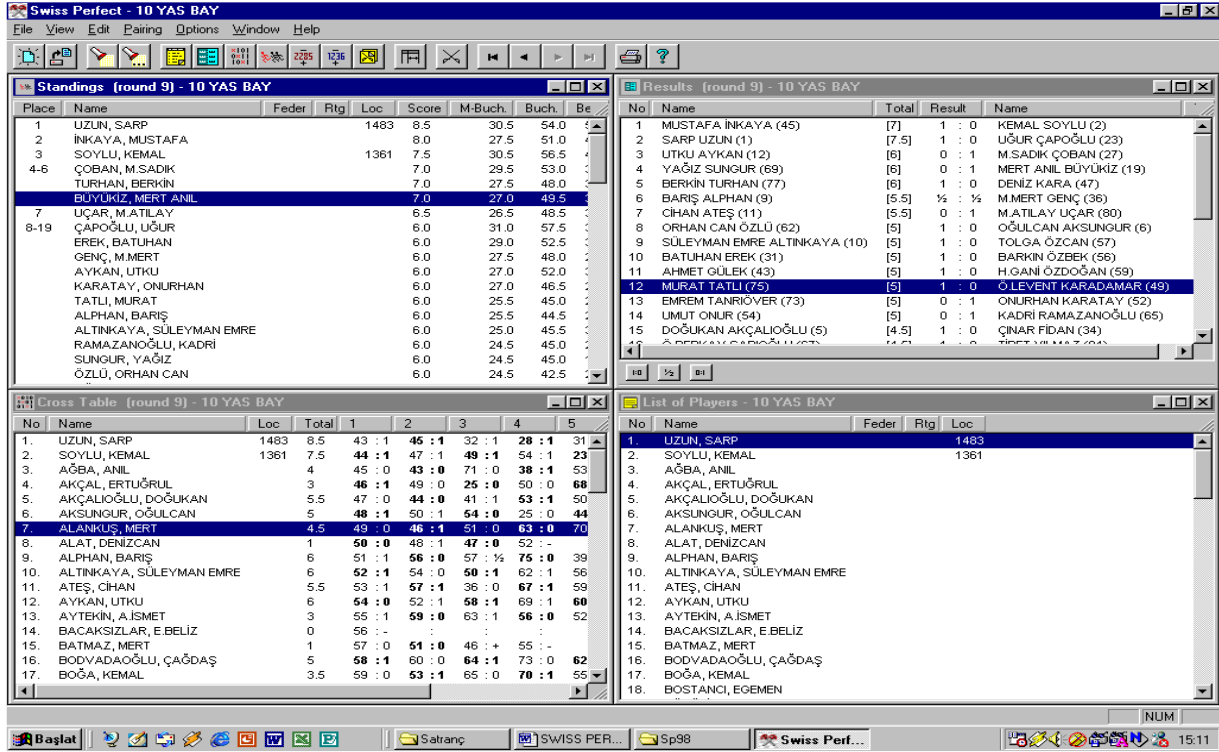 Swiss Perfect - 10 YAS BAY
File View Edit Pairing Options Window Help
Standings (round 9) - 10 YAS BAY
Place Name Feder Rtg Loc Score M-Buch. Buch. Be
1 UZUN, SARP 1483 8.5 30.5 54.0
2 İNKAYA, MUSTAFA 8.0 27.5 51.0
3 SOYLU, KEMAL 1361 7.5 30.5 56.5
4-6 ÇOBAN, M.SADIK 7.0 29.5 53.0
TURHAN, BERKİN 7.0 27.5 48.0
BÜYÜKİZ, MERT ANIL 7.0 27.0 49.5
7 UÇAR, M.ATILAY 6.5 26.5 48.5
8-19 ÇAPOĞLU, UĞUR 6.0 31.0 57.5
EREK, BATUHAN 6.0 29.0 52.5
GENÇ, M.MERT 6.0 27.5 48.0
AYKAN, UTKU 6.0 27.0 52.0
KARATAY, ONURHAN 6.0 27.0 46.5
TATLI, MURAT 6.0 25.5 45.0
ALPHAN, BARIŞ 6.0 25.5 44.5
ALTINKAYA, SÜLEYMAN EMRE 6.0 25.0 45.5
RAMAZANOĞLU, KADRİ 6.0 24.5 45.0
SUNGUR, YAĞIZ 6.0 24.5 45.0
ÖZLÜ, ORHAN CAN 6.0 24.5 42.5
Results (round 9) - 10 YAS BAY
No Name Total Result Name
1 MUSTAFA İNKAYA (45) [7] 1 : 0 KEMAL SOYLU (2)
2 SARP UZUN (1) [7.5] 1 : 0 UĞUR ÇAPOĞLU (23)
3 UTKU AYKAN (12) [6] 0 : 1 M.SADIK ÇOBAN (27)
4 YAĞIZ SUNGUR (69) [6] 0 : 1 MERT ANIL BÜYÜKİZ (19)
5 BERKİN TURHAN (77) [6] 1 : 0 DENİZ KARA (47)
6 BARIŞ ALPHAN (9) [5.5] ½ : ½ M.MERT GENÇ (36)
7 CİHAN ATEŞ (11) [5.5] 0 : 1 M.ATILAY UÇAR (80)
8 ORHAN CAN ÖZLÜ (62) [5] 1 : 0 OĞULCAN AKSUNGUR (6)
9 SÜLEYMAN EMRE ALTINKAYA (10) [5] 1 : 0 TOLGA ÖZCAN (57)
10 BATUHAN EREK (31) [5] 1 : 0 BARKIN ÖZBEK (56)
11 AHMET GÜLEK (43) [5] 1 : 0 H.GANİ ÖZDOĞAN (59)
12 MURAT TATLI (75) [5] 1 : 0 Ö.LEVENT KARADAMAR (49)
13 EMREM TANRIÖVER (73) [5] 0 : 1 ONURHAN KARATAY (52)
14 UMUT ONUR (54) [5] 0 : 1 KADRİ RAMAZANOĞLU (65)
15 DOĞUKAN AKÇALIOĞLU (5) [4.5] 1 : 0 ÇINAR FİDAN (34)
1:0 ½ 0:1
Cross Table (round 9) - 10 YAS BAY
No Name Loc Total 1 2 3 4 5
1. UZUN, SARP 1483 8.5 43 : 1 45 : 1 32 : 1 28 : 1 31
2. SOYLU, KEMAL 1361 7.5 44 : 1 47 : 1 49 : 1 54 : 1 23
3. AĞBA, ANIL 4 45 : 0 43 : 0 71 : 0 38 : 1 53
4. AKÇAL, ERTUĞRUL 3 46 : 1 49 : 0 25 : 0 50 : 0 68
5. AKÇALIOĞLU, DOĞUKAN 5.5 47 : 0 44 : 0 41 : 1 53 : 1 50
6. AKSUNGUR, OĞULCAN 5 48 : 1 50 : 1 54 : 0 25 : 0 44
7. ALANKUŞ, MERT 4.5 49 : 0 46 : 1 51 : 0 63 : 0 70
8. ALAT, DENİZCAN 1 50 : 0 48 : 1 47 : 0 52 : -
9. ALPHAN, BARIŞ 6 51 : 1 56 : 0 57 : ½ 75 : 0 39
10. ALTINKAYA, SÜLEYMAN EMRE 6 52 : 1 54 : 0 50 : 1 62 : 1 56
11. ATEŞ, CİHAN 5.5 53 : 1 57 : 1 36 : 0 67 : 1 59
12. AYKAN, UTKU 6 54 : 0 52 : 1 58 : 1 69 : 1 60
13. AYTEKİN, A.İSMET 3 55 : 1 59 : 0 63 : 1 56 : 0 52
14. BACAKSIZLAR, E.BELİZ 0 56 : - : : :
15. BATMAZ, MERT 1 57 : 0 51 : 0 46 : + 55 : -
16. BODVADAOĞLU, ÇAĞDAŞ 5 58 : 1 60 : 0 64 : 1 73 : 0 62
17. BOĞA, KEMAL 3.5 59 : 0 53 : 1 65 : 0 70 : 1 55
List of Players - 10 YAS BAY
No Name Feder Rtg Loc
1. UZUN, SARP 1483
2. SOYLU, KEMAL 1361
3. AĞBA, ANIL
4. AKÇAL, ERTUĞRUL
5. AKÇALIOĞLU, DOĞUKAN
6. AKSUNGUR, OĞULCAN
7. ALANKUŞ, MERT
8. ALAT, DENİZCAN
9. ALPHAN, BARIŞ
10. ALTINKAYA, SÜLEYMAN EMRE
11. ATEŞ, CİHAN
12. AYKAN, UTKU
13. AYTEKİN, A.İSMET
14. BACAKSIZLAR, E.BELİZ
15. BATMAZ, MERT
16. BODVADAOĞLU, ÇAĞDAŞ
17. BOĞA, KEMAL
18. BOSTANCI, EGEMEN
NUM
Başlat Satranç SWISS PER... Sp98 Swiss Perf... 15:11